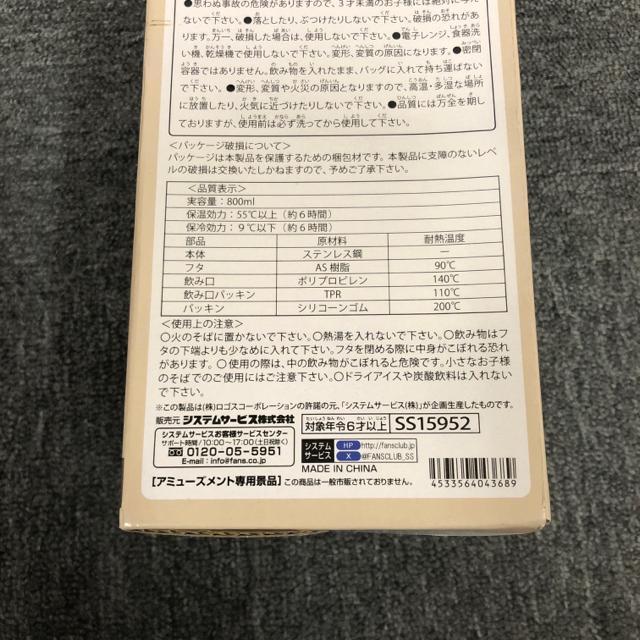 ●思わぬ事故の危険がありますので、3才未満のお子様には絶対に与え
ないで下さい。●落としたり、ぶつけたりしないで下さい。破損の恐れがあ
ります。万一、破損した場合は、使用しないで下さい。●電子レンジ、食器洗
い機、乾燥機で使用しないで下さい。変形、変質の原因になります。●密閉
容器ではありません。飲み物を入れたまま、バッグに入れて持ち運ばない
で下さい。●変形、変質や火災の原因となりますので、高温・多湿な場所
に放置したり、火気に近づけたりしないで下さい。●品質には万全を期し
ておりますが、使用前は必ず洗ってから使用して下さい。
<パッケージ破損について>
パッケージは本製品を保護するための梱包材です。本製品に支障のないレベ
ルの破損は交換いたしかねますので、予めご了承下さい。
<品質表示>
実容量：800ml
保温効力：55℃以上（約6時間）
保冷効力：9℃以下（約6時間）
部品 原材料 耐熱温度
本体 ステンレス鋼 ―
フタ AS樹脂 90℃
飲み口 ポリプロピレン 140℃
飲み口パッキン TPR 110℃
パッキン シリコーンゴム 200℃
<使用上の注意>
○火のそばに置かないで下さい。○熱湯を入れないで下さい。○飲み物はフ
タの下端よりも少なめに入れて下さい。フタを閉める際に中身がこぼれる恐れ
があります。○使用の際は、中の飲み物がこぼれると危険です。小さなお子様
のそばでのご使用にはご注意下さい。○ドライアイスや炭酸飲料は入れない
で下さい。
※この製品は(株)ロゴスコーポレーションの許諾の元、「システムサービス(株)」が企画生産したものです。
販売元 システムサービス株式会社
システムサービスお客様サービスセンター
サポート時間／10:00〜17:00(土日祝除く)
0120-05-5951
E-mail：info@fans.co.jp
対象年令6才以上 SS15952
システムサービス HP http://fansclub.jp
X @FANSCLUB_SS
MADE IN CHINA
4533564043689
【アミューズメント専用景品】 この商品は一般市販されておりません。